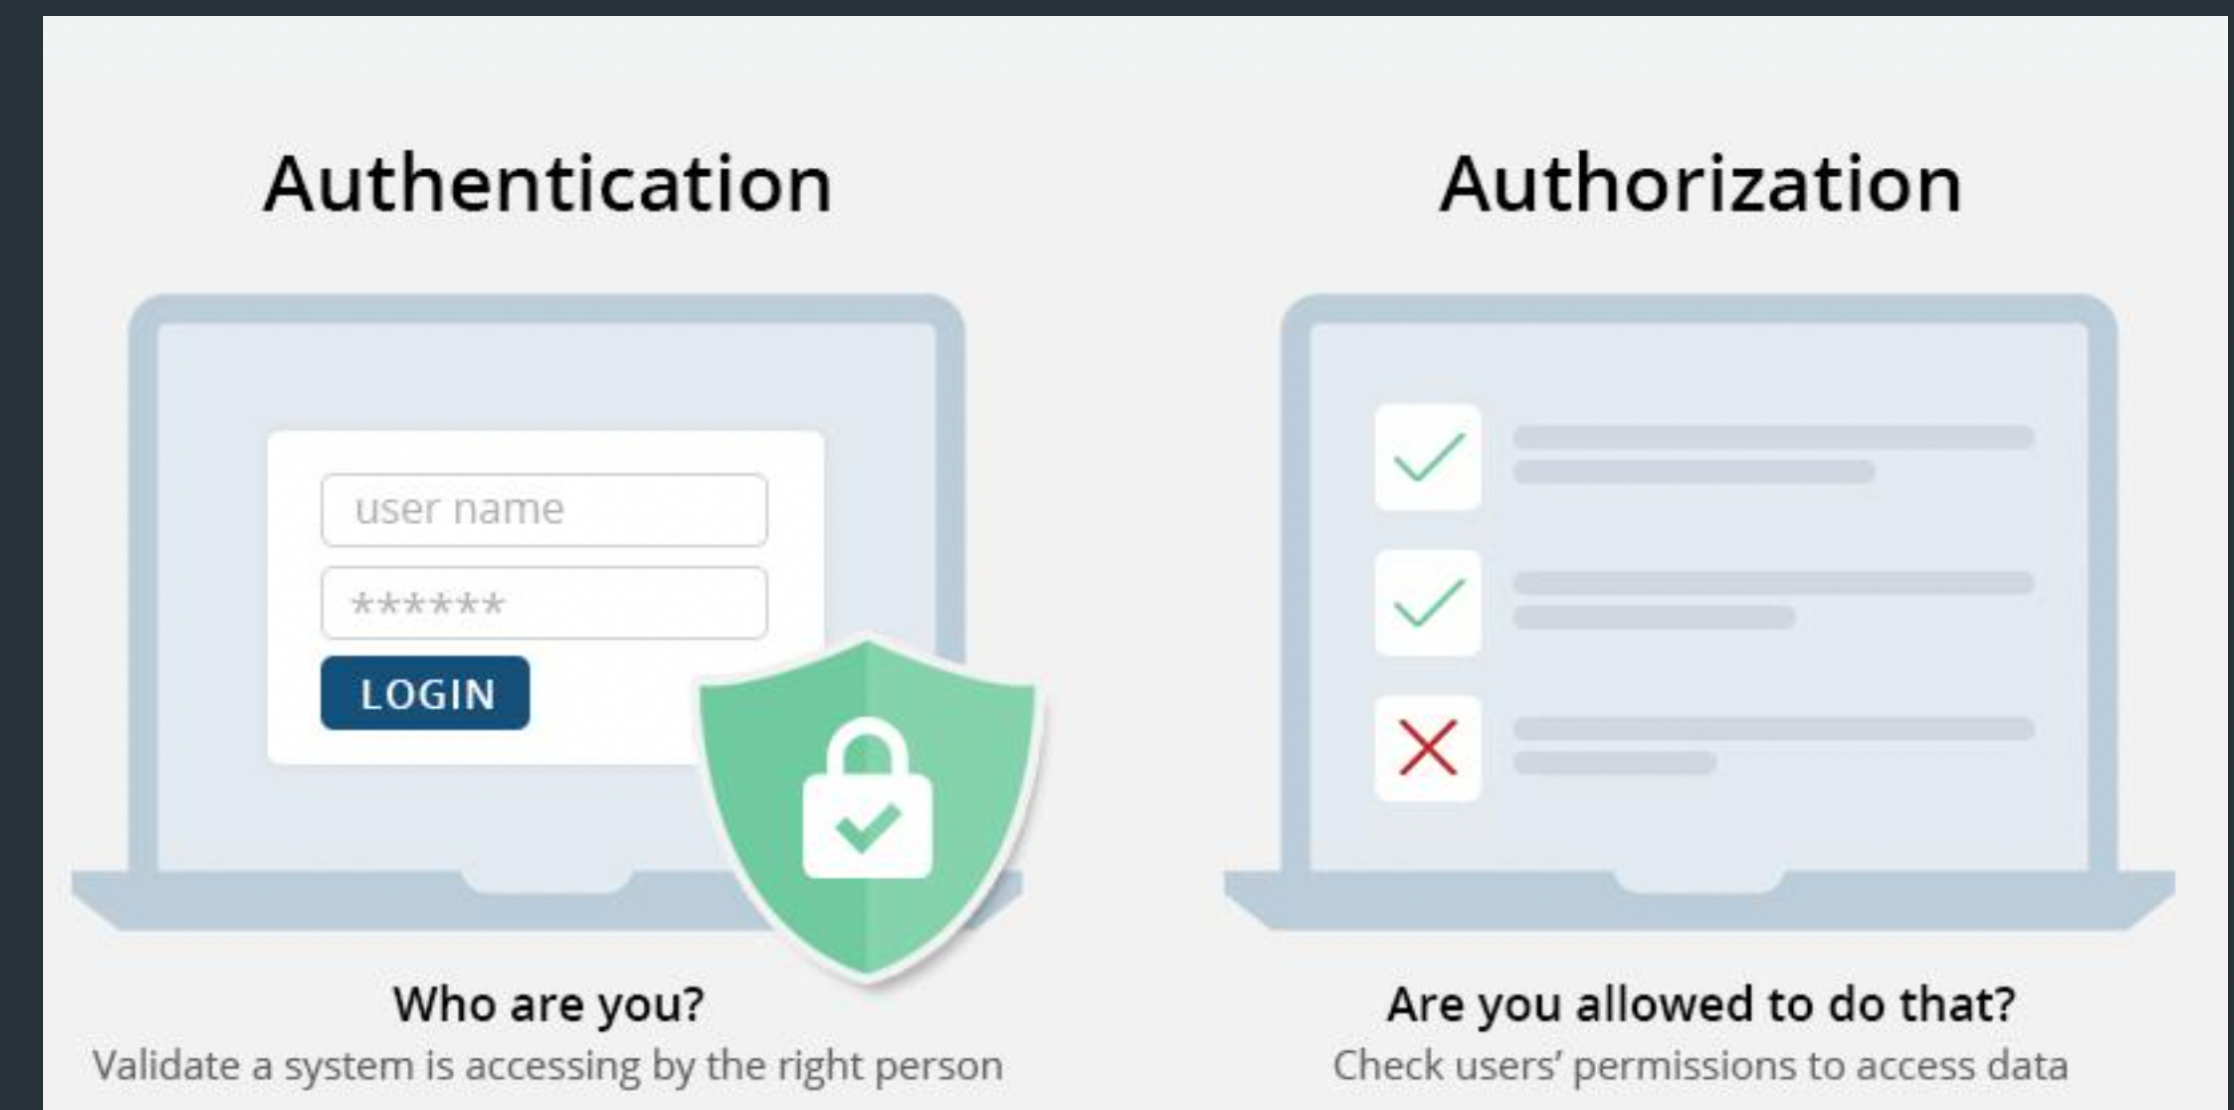 Authentication
user name
******
LOGIN
Who are you?
Validate a system is accessing by the right person
Authorization
Are you allowed to do that?
Check users’ permissions to access data